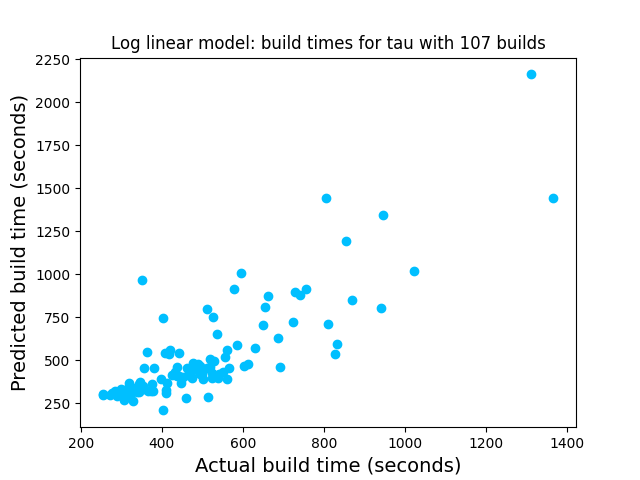 Log linear model: build times for tau with 107 builds
2250
2000
1750
1500
1250
1000
750
500
250
Predicted build time (seconds)
200 400 600 800 1000 1200 1400
Actual build time (seconds)